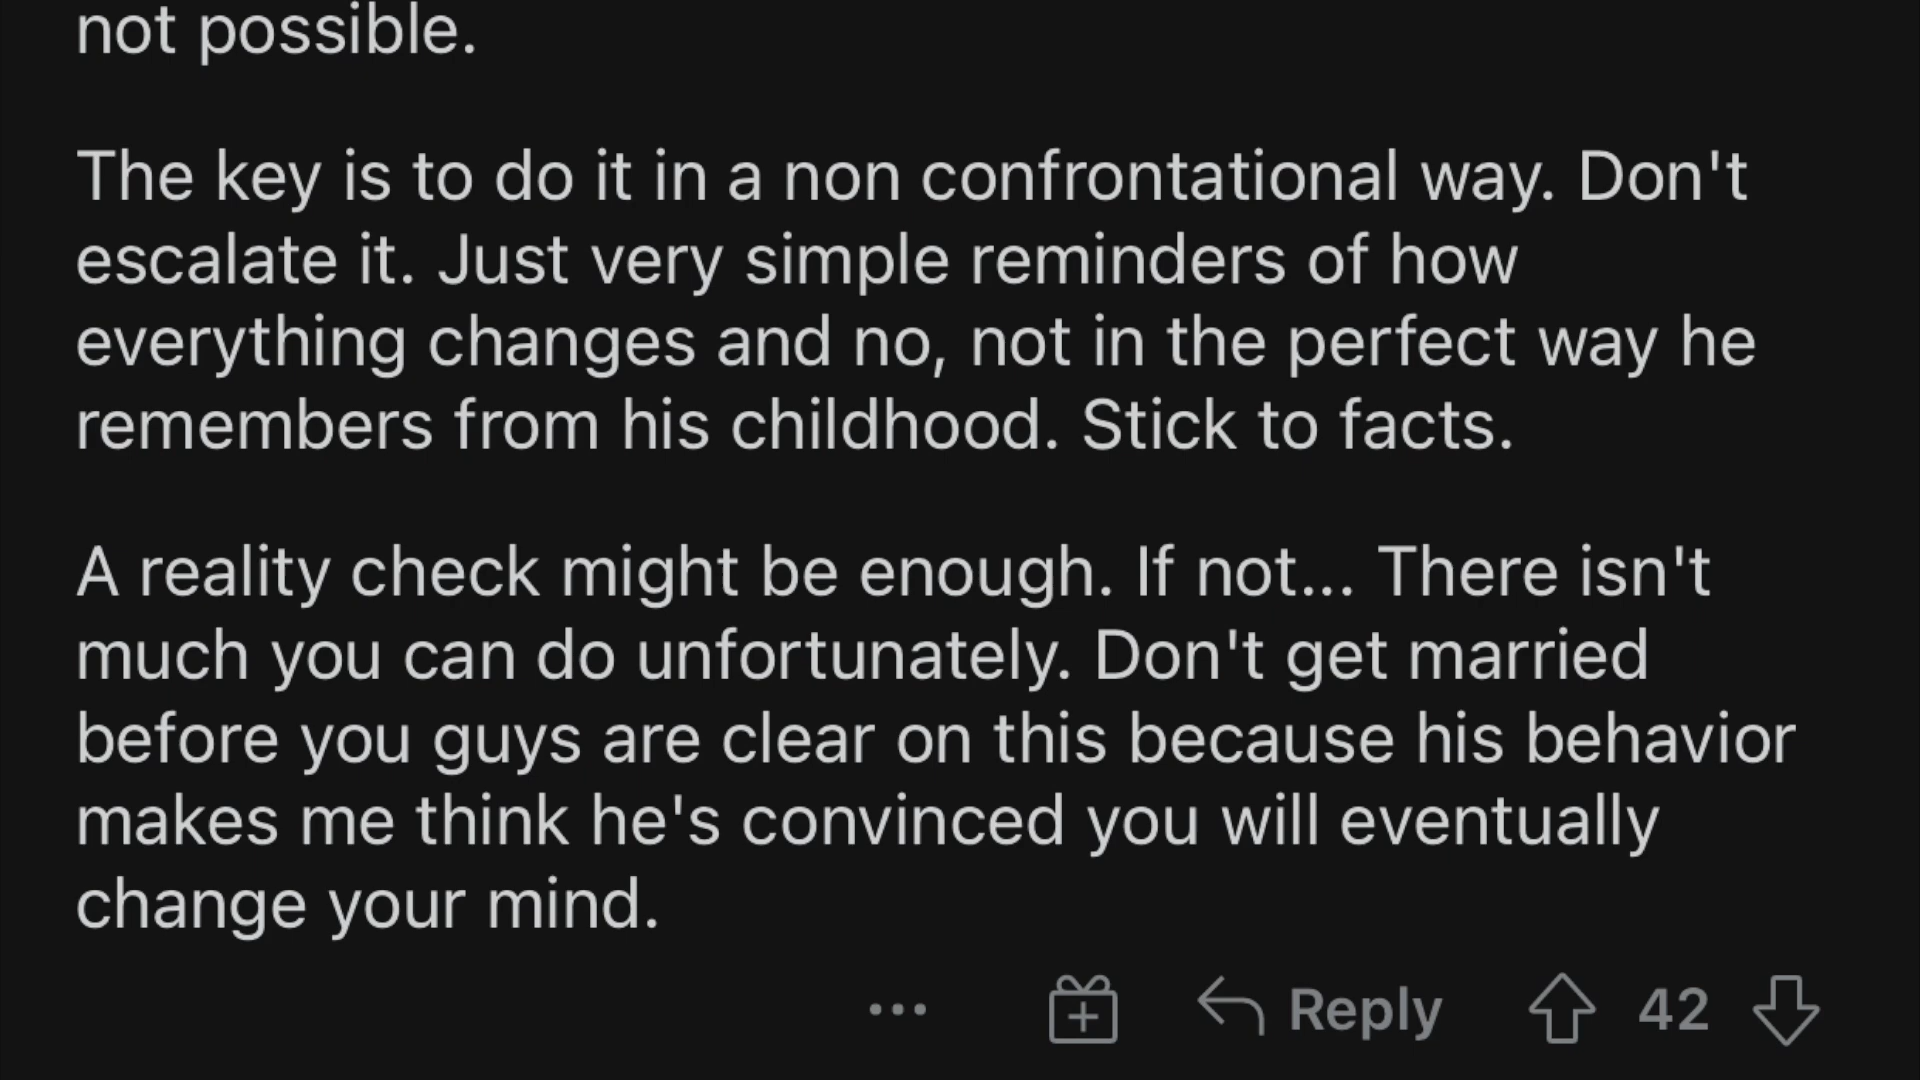 not possible.
The key is to do it in a non confrontational way. Don't
escalate it. Just very simple reminders of how
everything changes and no, not in the perfect way he
remembers from his childhood. Stick to facts.
A reality check might be enough. If not... There isn't
much you can do unfortunately. Don't get married
before you guys are clear on this because his behavior
makes me think he's convinced you will eventually
change your mind.
... Reply 42